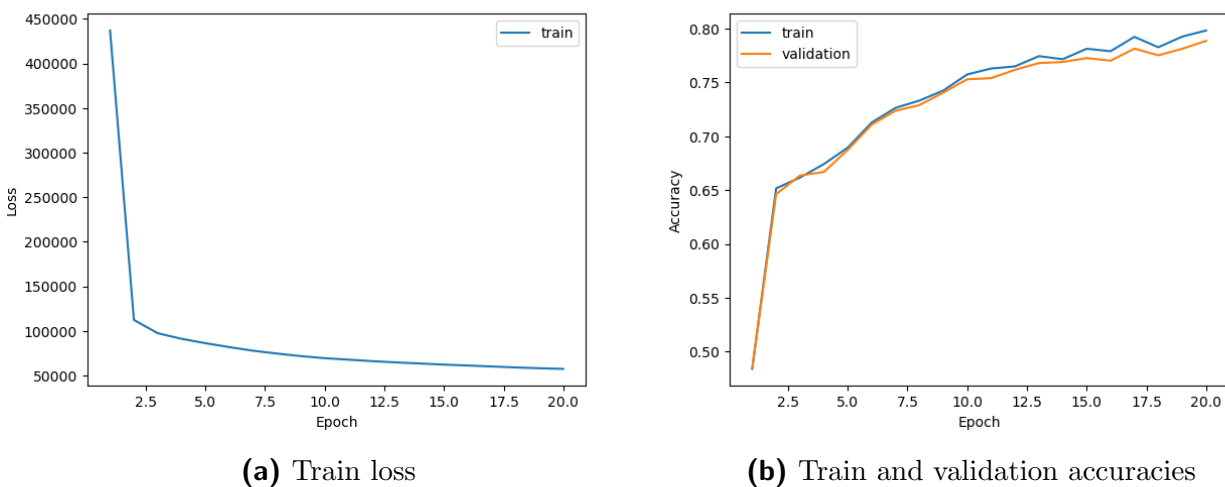 450000
400000
350000
300000
250000
200000
150000
100000
50000
Loss
train
2.5 5.0 7.5 10.0 12.5 15.0 17.5 20.0
Epoch
(a) Train loss
0.80
0.75
0.70
0.65
0.60
0.55
0.50
Accuracy
train
validation
2.5 5.0 7.5 10.0 12.5 15.0 17.5 20.0
Epoch
(b) Train and validation accuracies